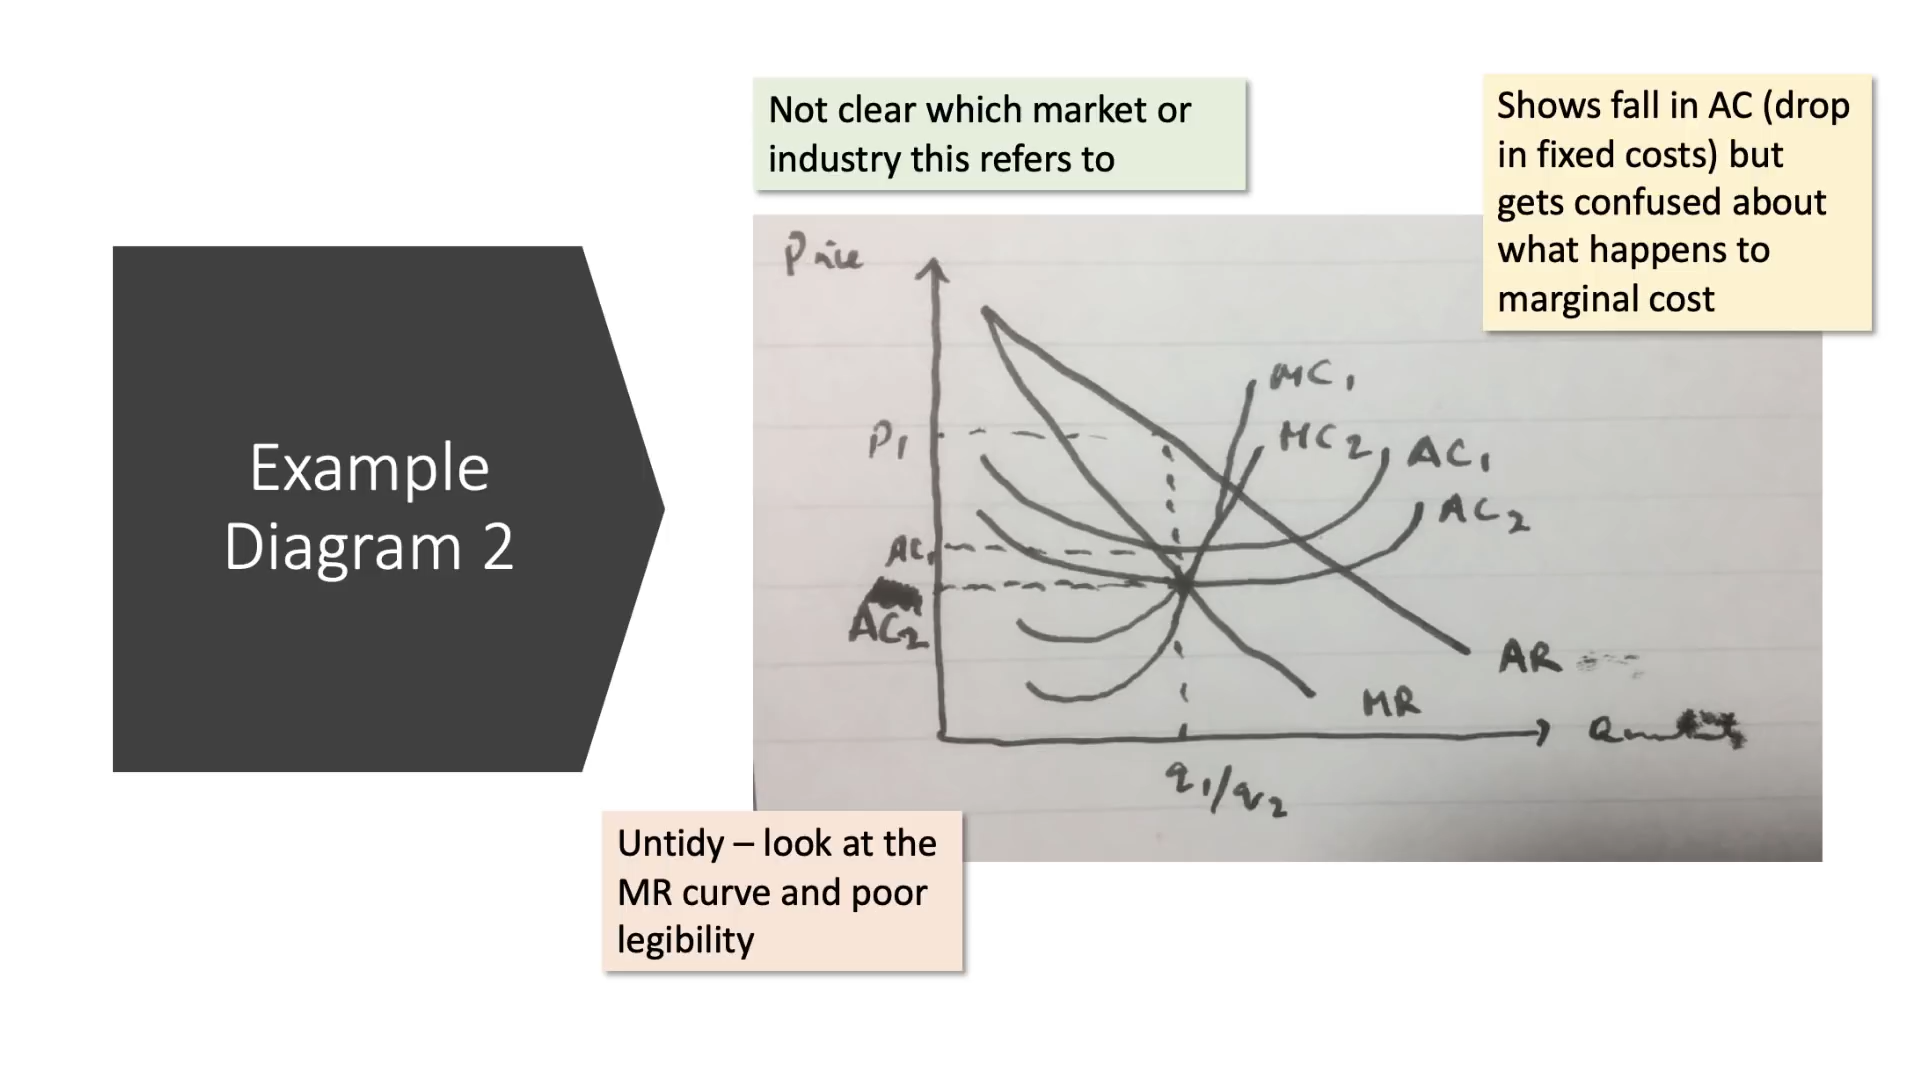 Not clear which market or
industry this refers to
Shows fall in AC (drop
in fixed costs) but
gets confused about
what happens to
marginal cost
Example
Diagram 2
Price
MC1
MC2
P1
AC1
AC2
AC1
AC2
AR
MR
q1/q2
Untidy – look at the
MR curve and poor
legibility